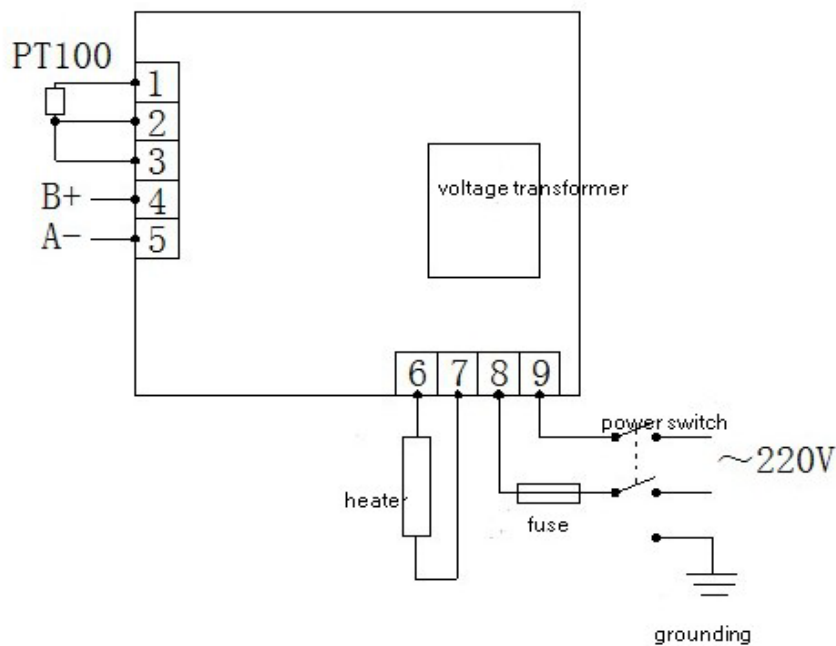 PT100
1
2
3
B+
4
A-
5
voltage transformer
6 7 8 9
power switch
~220V
heater
fuse
grounding